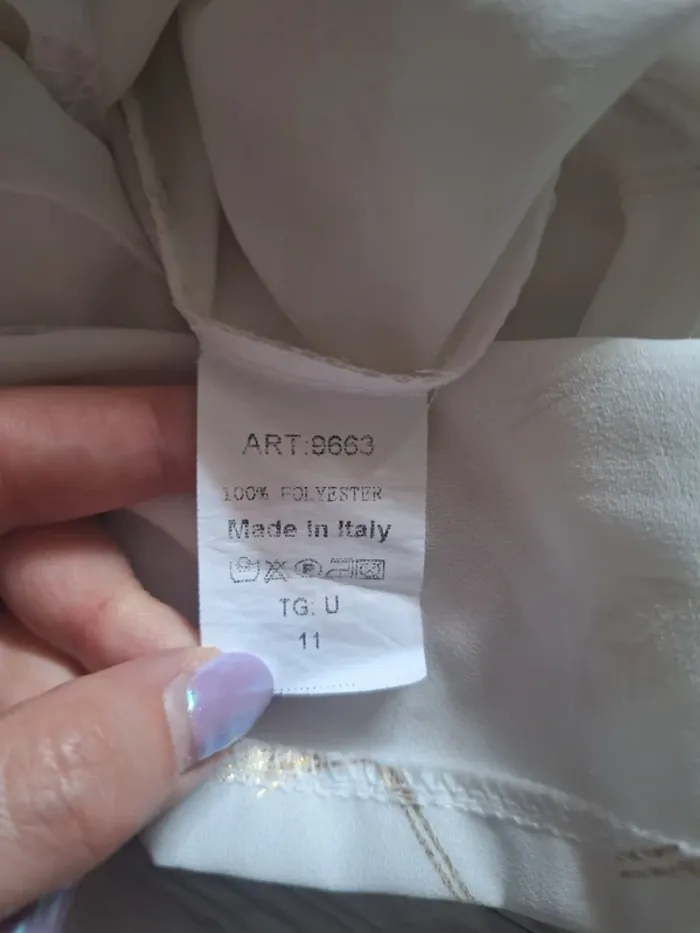 ART:9663
100% POLYESTER
Made in Italy
P
TG: U
11